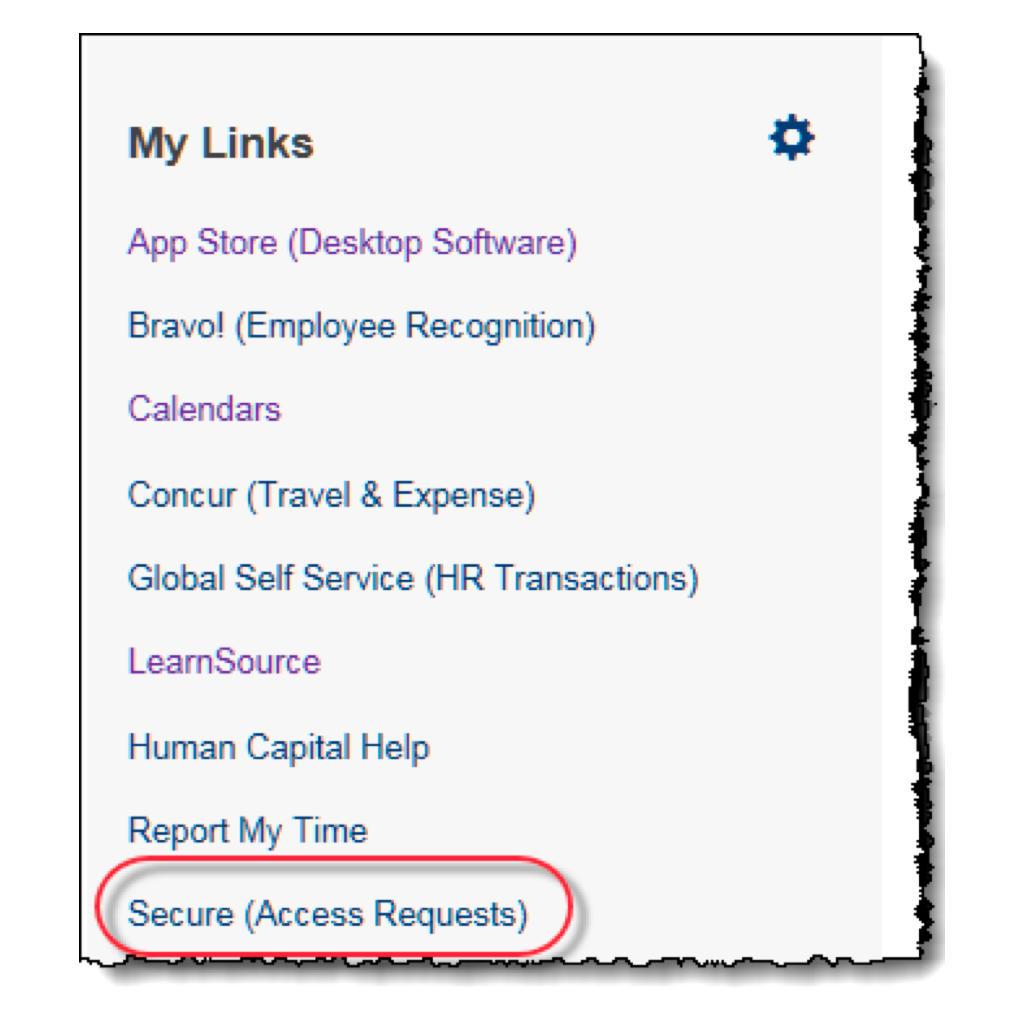 My Links
App Store (Desktop Software)
Bravo! (Employee Recognition)
Calendars
Concur (Travel & Expense)
Global Self Service (HR Transactions)
LearnSource
Human Capital Help
Report My Time
Secure (Access Requests)